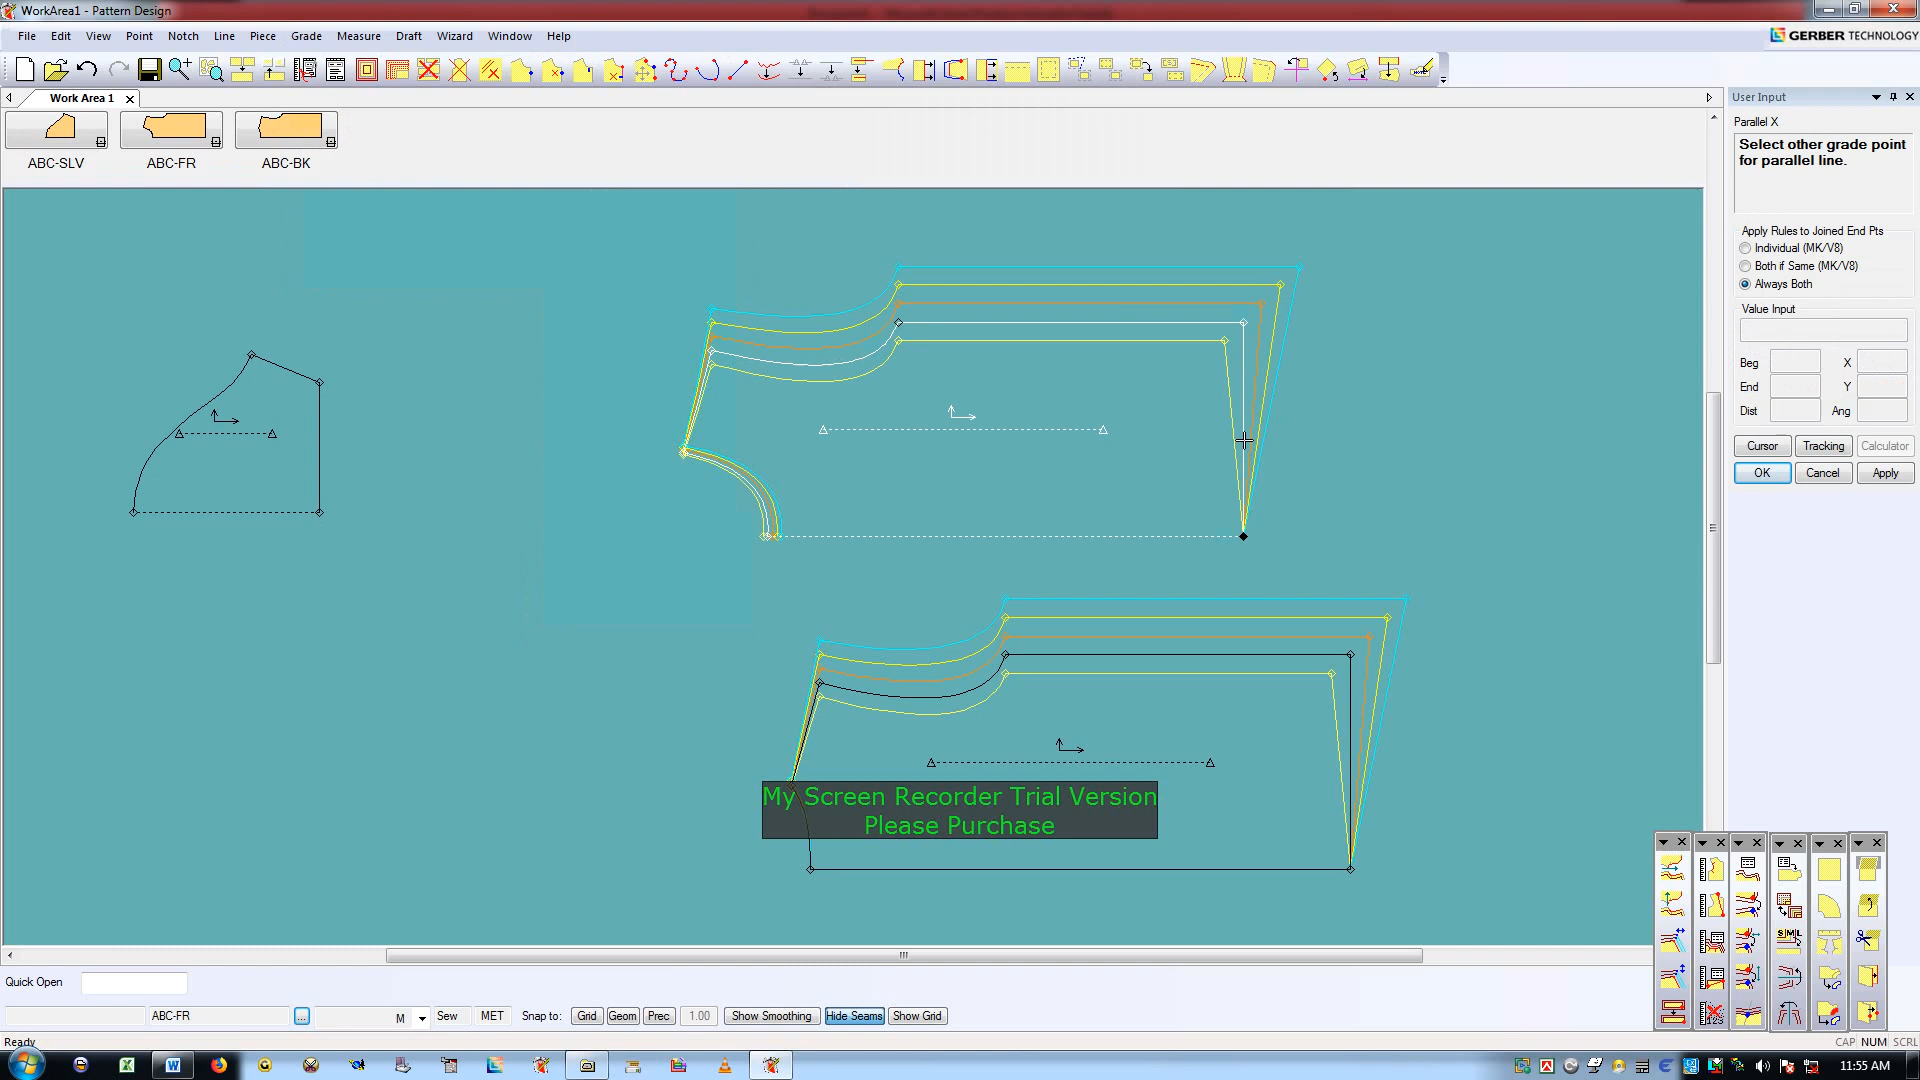 WorkArea1 - Pattern Design
File Edit View Point Notch Line Piece Grade Measure Draft Wizard Window Help
GERBER TECHNOLOGY
Work Area 1
User Input
Parallel X
Select other grade point
for parallel line.
ABC-SLV ABC-FR ABC-BK
Apply Rules to Joined End Pts
Individual (MK/V8)
Both if Same (MK/V8)
Always Both
Value Input
Beg X
End Y
Dist Ang
Cursor Tracking Calculator
OK Cancel Apply
My Screen Recorder Trial Version
Please Purchase
SML
123
Quick Open
ABC-FR ... M Sew MET Snap to: Grid Geom Prec 1.00 Show Smoothing Hide Seams Show Grid
Ready
CAP NUM SCRL
11:55 AM